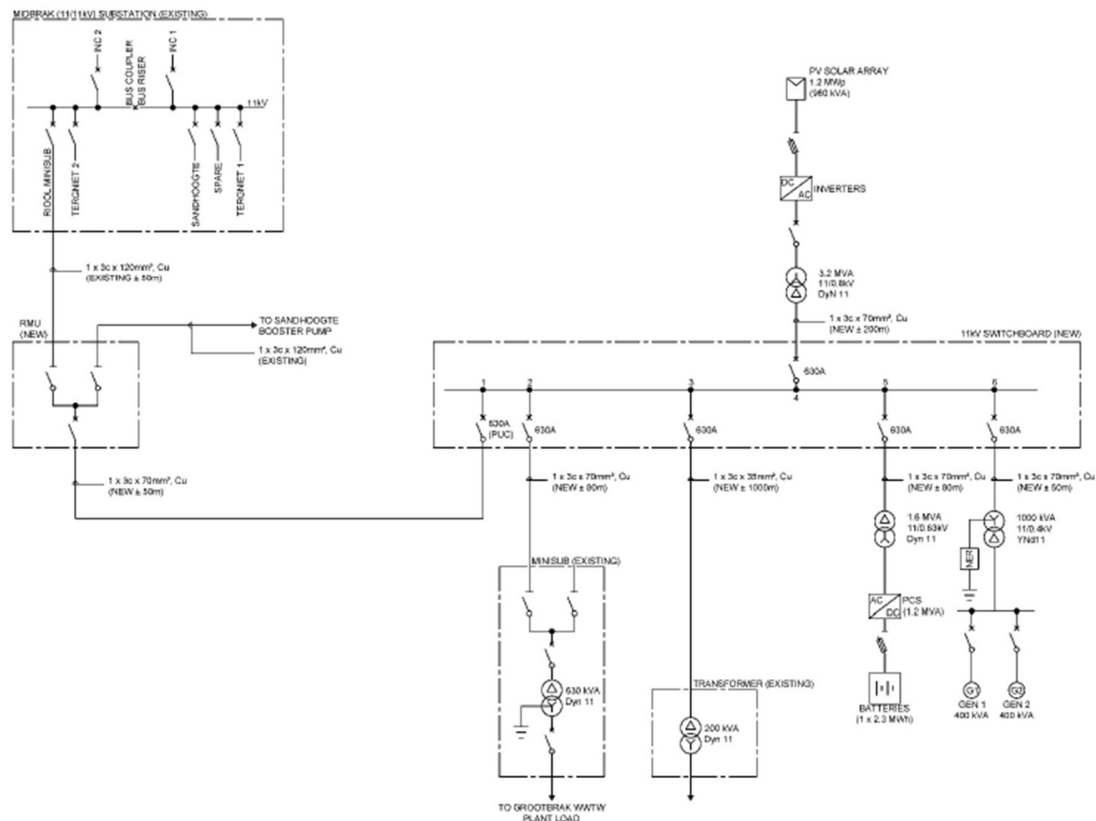 MIDBRAK (11/11kV) SUBSTATION (EXISTING)
INC 2
BUS COUPLER
BUS RISER
INC 1
11kV
RIOOL MINISUB
TERGNIET 2
SANDHOOGTE
SPARE
TERGNIET 1
1 x 3c x 120mm², Cu
(EXISTING ± 50m)
RMU
(NEW)
TO SANDHOOGTE
BOOSTER PUMP
1 x 3c x 120mm², Cu
(EXISTING)
1 x 3c x 70mm², Cu
(NEW ± 50m)
PV SOLAR ARRAY
1.2 MWp
(960 kVA)
DC
AC
INVERTERS
3.2 MVA
11/0.8kV
DyN 11
1 x 3c x 70mm², Cu
(NEW ± 200m)
11kV SWITCHBOARD (NEW)
630A
1
2
3
4
5
6
630A
(PUC)
630A
630A
630A
630A
1 x 3c x 70mm², Cu
(NEW ± 80m)
1 x 3c x 35mm², Cu
(NEW ± 1000m)
1 x 3c x 70mm², Cu
(NEW ± 80m)
1 x 3c x 70mm², Cu
(NEW ± 50m)
MINISUB (EXISTING)
630 kVA
Dyn 11
TO GROOTBRAK WWTW
PLANT LOAD
TRANSFORMER (EXISTING)
200 kVA
Dyn 11
1.6 MVA
11/0.63kV
Dyn 11
AC
DC
PCS
(1.2 MVA)
BATTERIES
(1 x 2.3 MWh)
1000 kVA
11/0.4kV
YNd11
NER
G1
G2
GEN 1
400 kVA
GEN 2
400 kVA